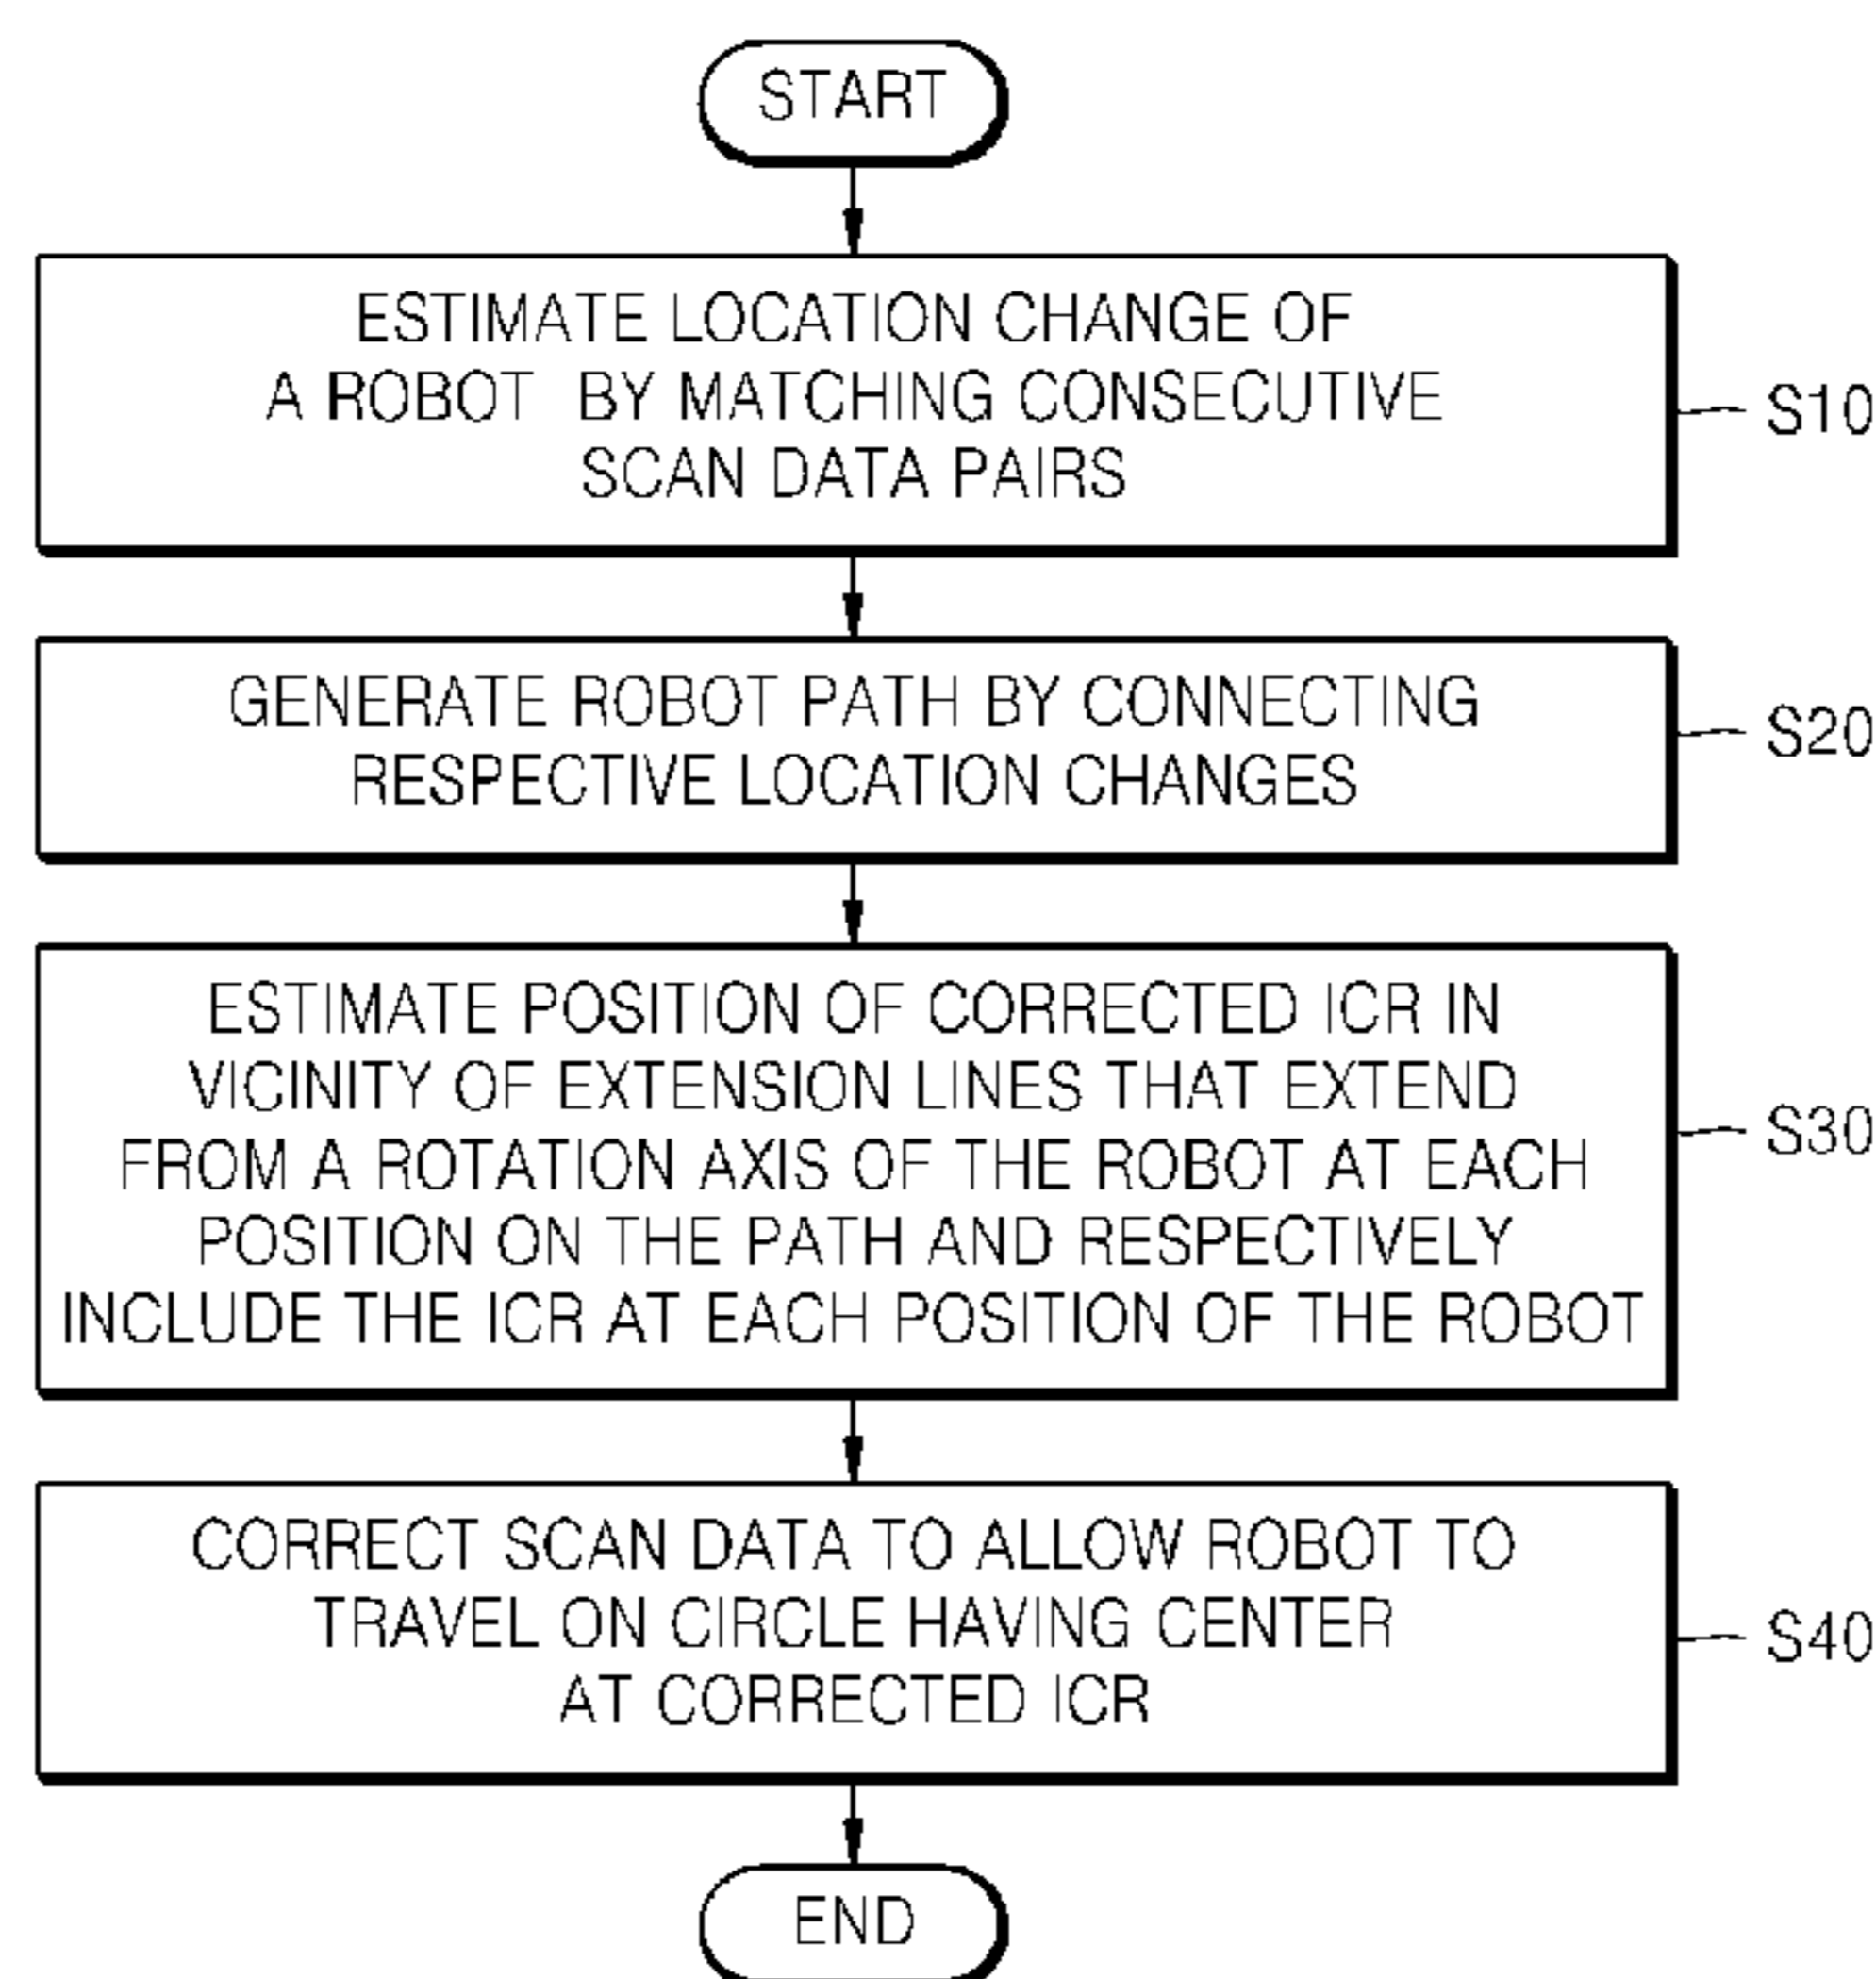 START
ESTIMATE LOCATION CHANGE OF
A ROBOT BY MATCHING CONSECUTIVE
SCAN DATA PAIRS
S10
GENERATE ROBOT PATH BY CONNECTING
RESPECTIVE LOCATION CHANGES
S20
ESTIMATE POSITION OF CORRECTED ICR IN
VICINITY OF EXTENSION LINES THAT EXTEND
FROM A ROTATION AXIS OF THE ROBOT AT EACH
POSITION ON THE PATH AND RESPECTIVELY
INCLUDE THE ICR AT EACH POSITION OF THE ROBOT
S30
CORRECT SCAN DATA TO ALLOW ROBOT TO
TRAVEL ON CIRCLE HAVING CENTER
AT CORRECTED ICR
S40
END